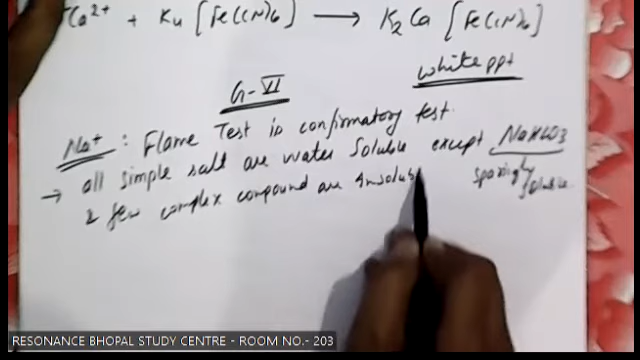 Ca²⁺ + K₄ [Fe(CN)₆] ⟶ K₂Ca [Fe(CN)₆]
white ppt
G-VI
Na⁺ : Flame Test is confirmatory test.
→ all simple salt are water Soluble except NaHCO3
sparingly soluble
& few complex compound are Insolub
RESONANCE BHOPAL STUDY CENTRE - ROOM NO.- 203